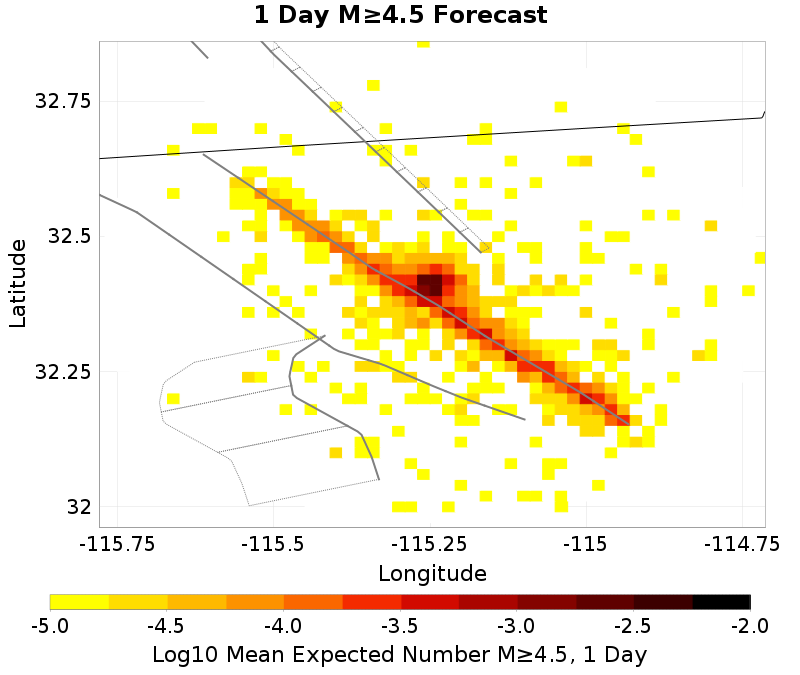 1 Day M≥4.5 Forecast
32.75
32.5
32.25
32
Latitude
-115.75 -115.5 -115.25 -115 -114.75
Longitude
-5.0 -4.5 -4.0 -3.5 -3.0 -2.5 -2.0
Log10 Mean Expected Number M≥4.5, 1 Day